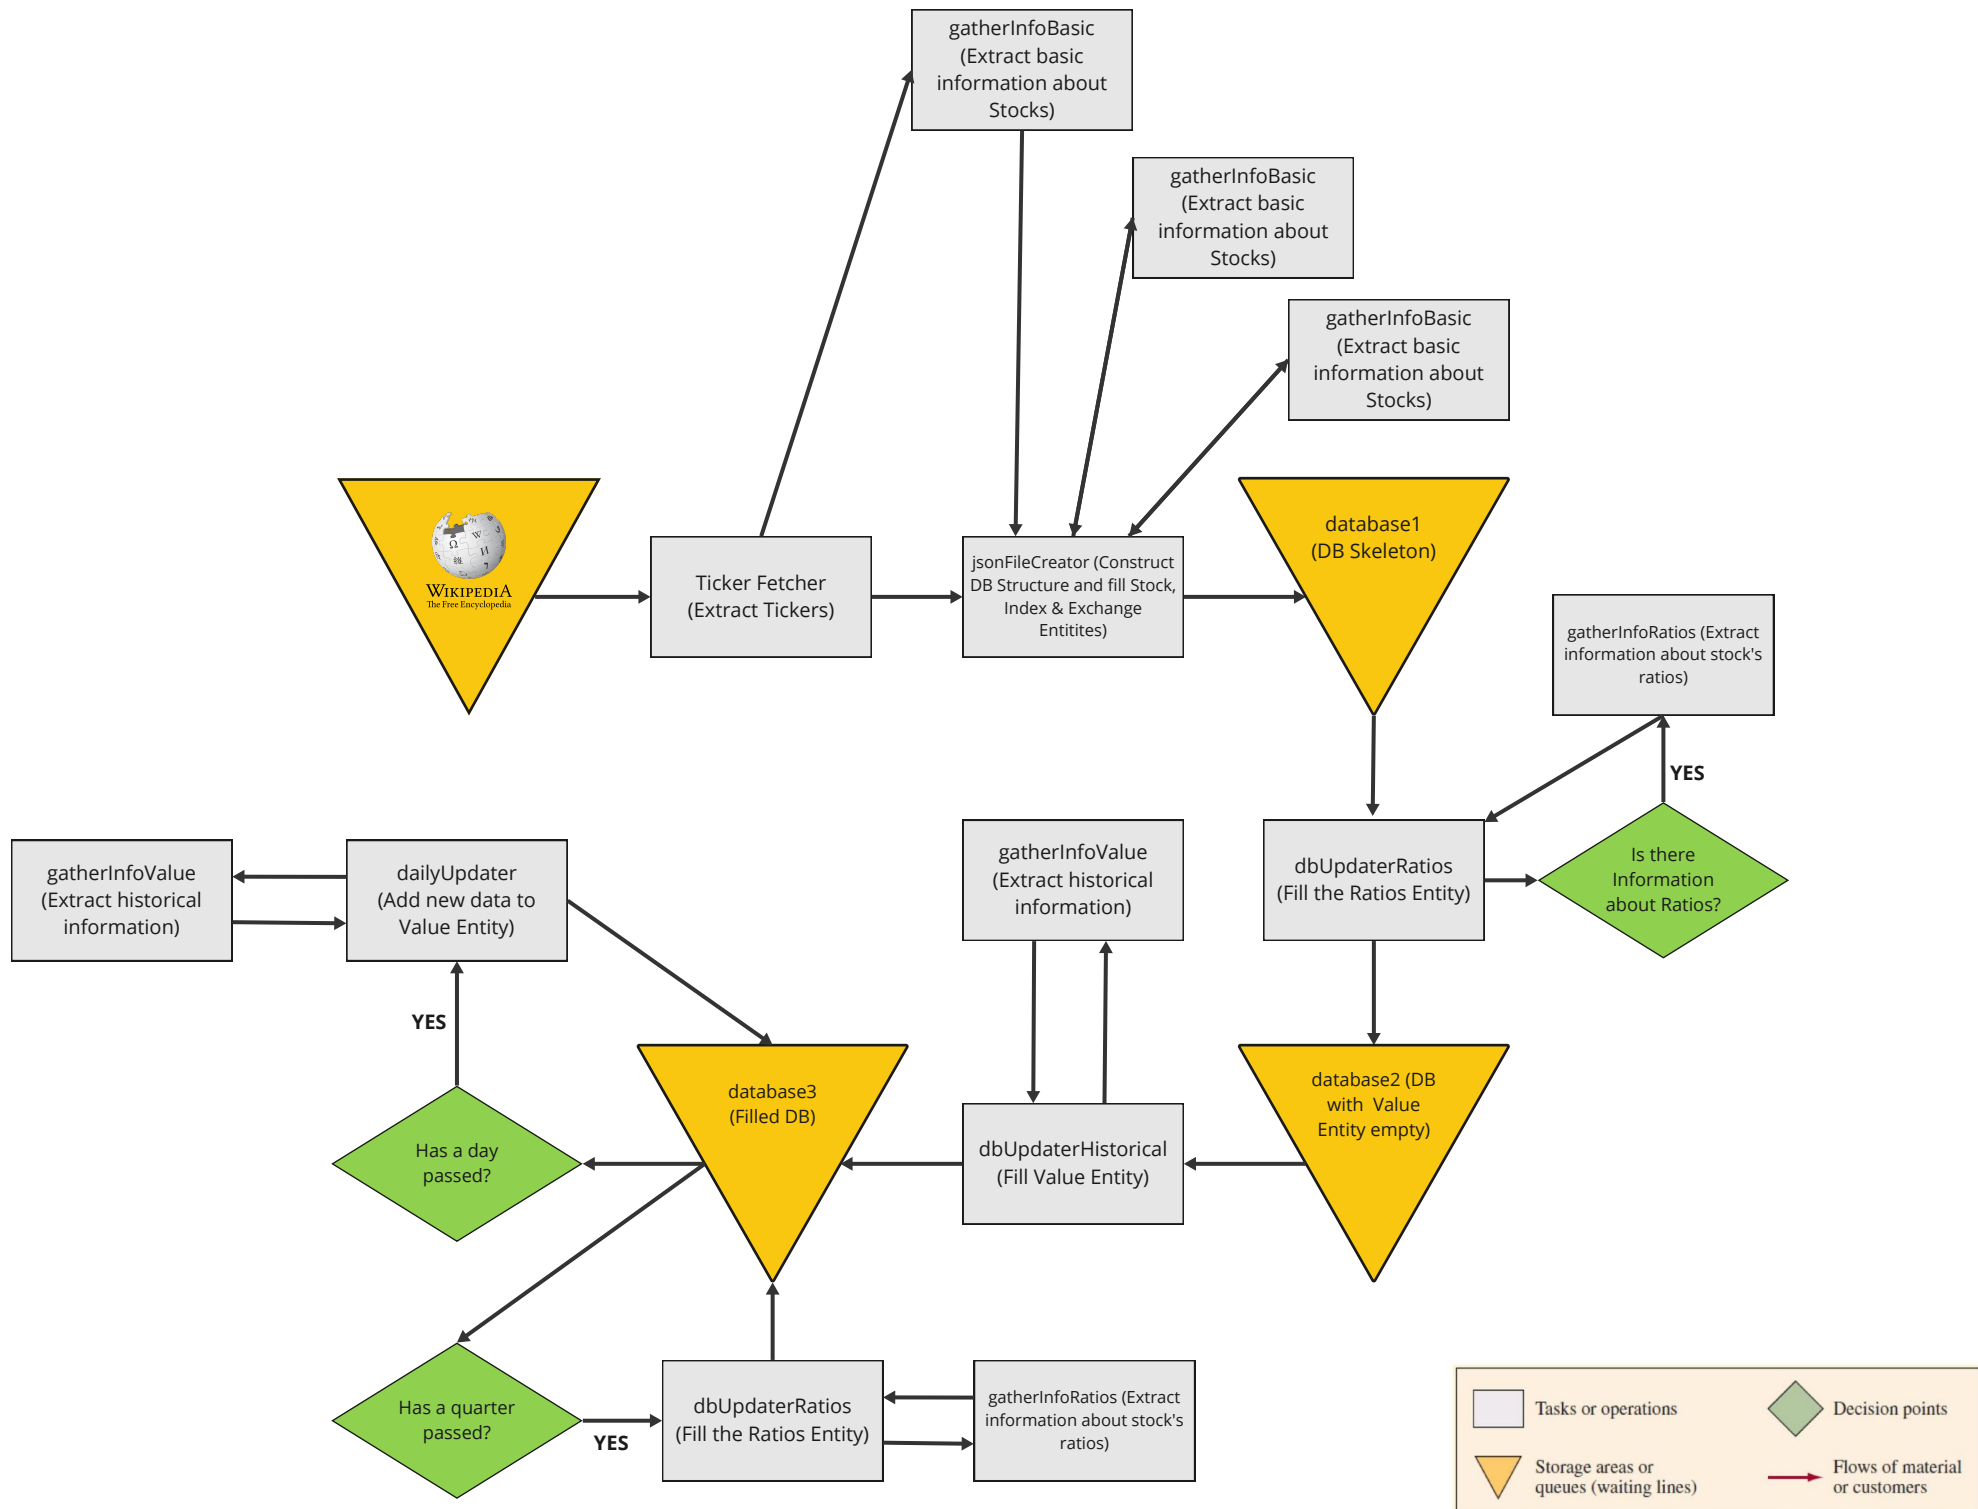 gatherInfoBasic
(Extract basic
information about
Stocks)
gatherInfoBasic
(Extract basic
information about
Stocks)
gatherInfoBasic
(Extract basic
information about
Stocks)
WIKIPEDIA
The Free Encyclopedia
Ticker Fetcher
(Extract Tickers)
jsonFileCreator (Construct
DB Structure and fill Stock,
Index & Exchange
Entitites)
database1
(DB Skeleton)
gatherInfoRatios (Extract
information about stock's
ratios)
YES
gatherInfoValue
(Extract historical
information)
dailyUpdater
(Add new data to
Value Entity)
gatherInfoValue
(Extract historical
information)
dbUpdaterRatios
(Fill the Ratios Entity)
Is there
Information
about Ratios?
YES
database3
(Filled DB)
database2 (DB
with Value
Entity empty)
Has a day
passed?
dbUpdaterHistorical
(Fill Value Entity)
Has a quarter
passed?
YES
dbUpdaterRatios
(Fill the Ratios Entity)
gatherInfoRatios (Extract
information about stock's
ratios)
Tasks or operations
Decision points
Storage areas or
queues (waiting lines)
Flows of material
or customers